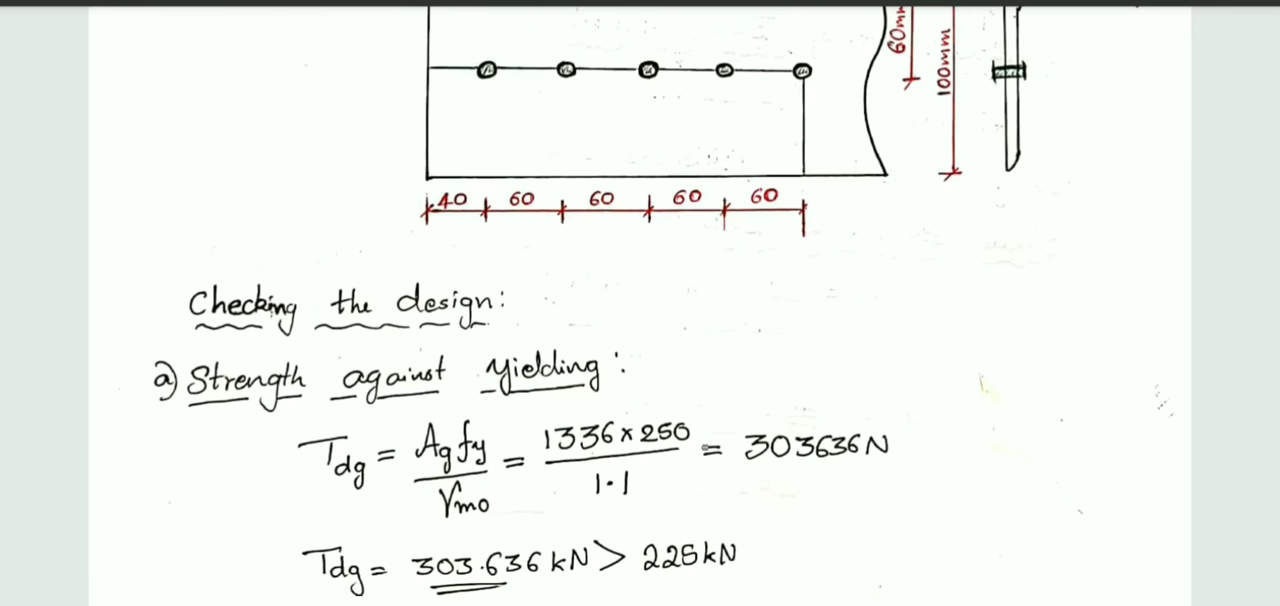 60mm
100mm
40 60 60 60 60
Checking the design:
a) Strength against yielding:
Tdg = Ag fy / γmo = 1336 x 250 / 1.1 = 303636 N
Tdg = 303.636 kN > 225 kN